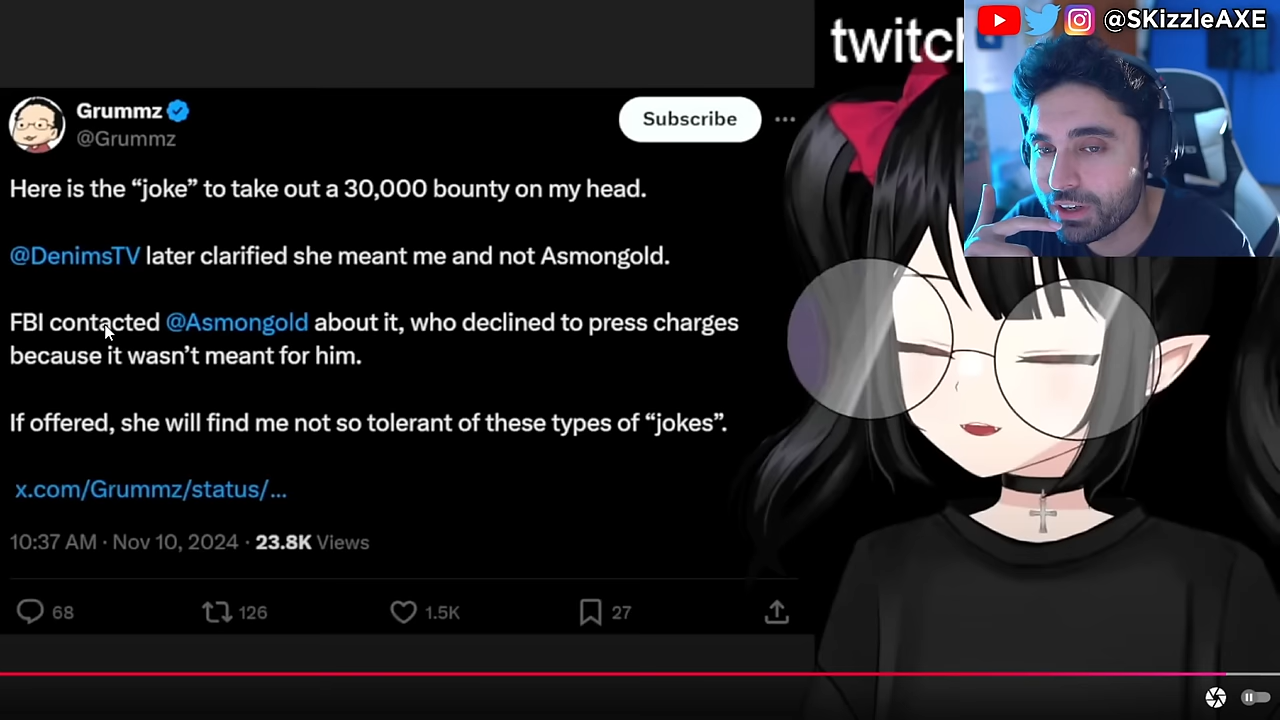 twitch
@SKizzleAXE
Grummz
@Grummz
Subscribe
Here is the “joke” to take out a 30,000 bounty on my head.
@DenimsTV later clarified she meant me and not Asmongold.
FBI contacted @Asmongold about it, who declined to press charges
because it wasn’t meant for him.
If offered, she will find me not so tolerant of these types of “jokes”.
x.com/Grummz/status/...
10:37 AM · Nov 10, 2024 · 23.8K Views
68 126 1.5K 27